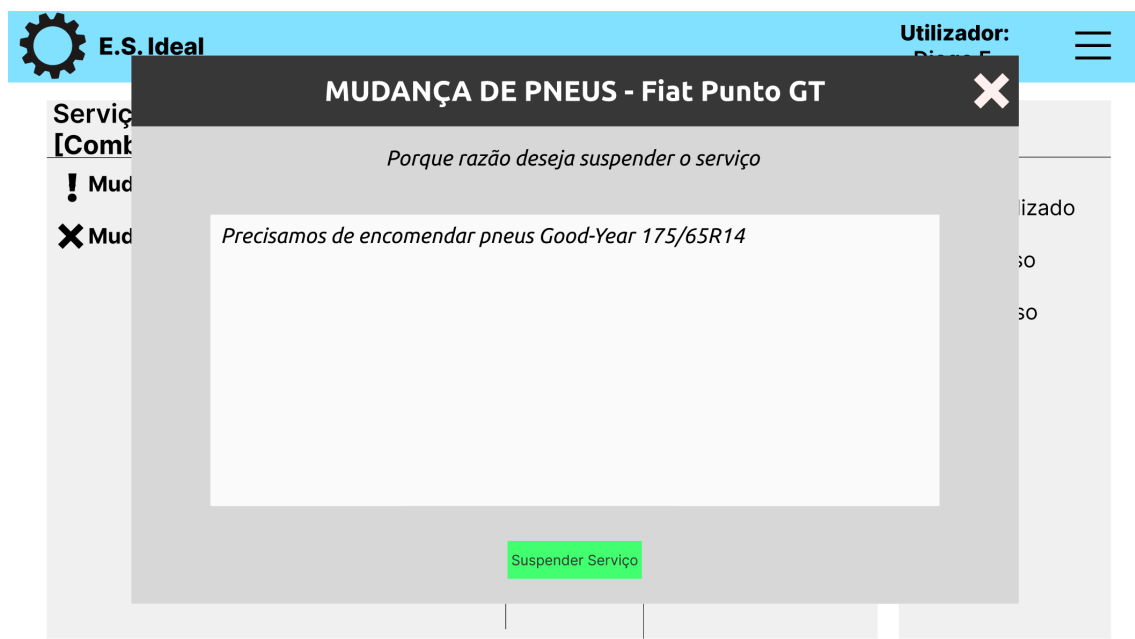 E.S. Ideal
Utilizador:
MUDANÇA DE PNEUS - Fiat Punto GT
Porque razão deseja suspender o serviço
Precisamos de encomendar pneus Good-Year 175/65R14
Suspender Serviço